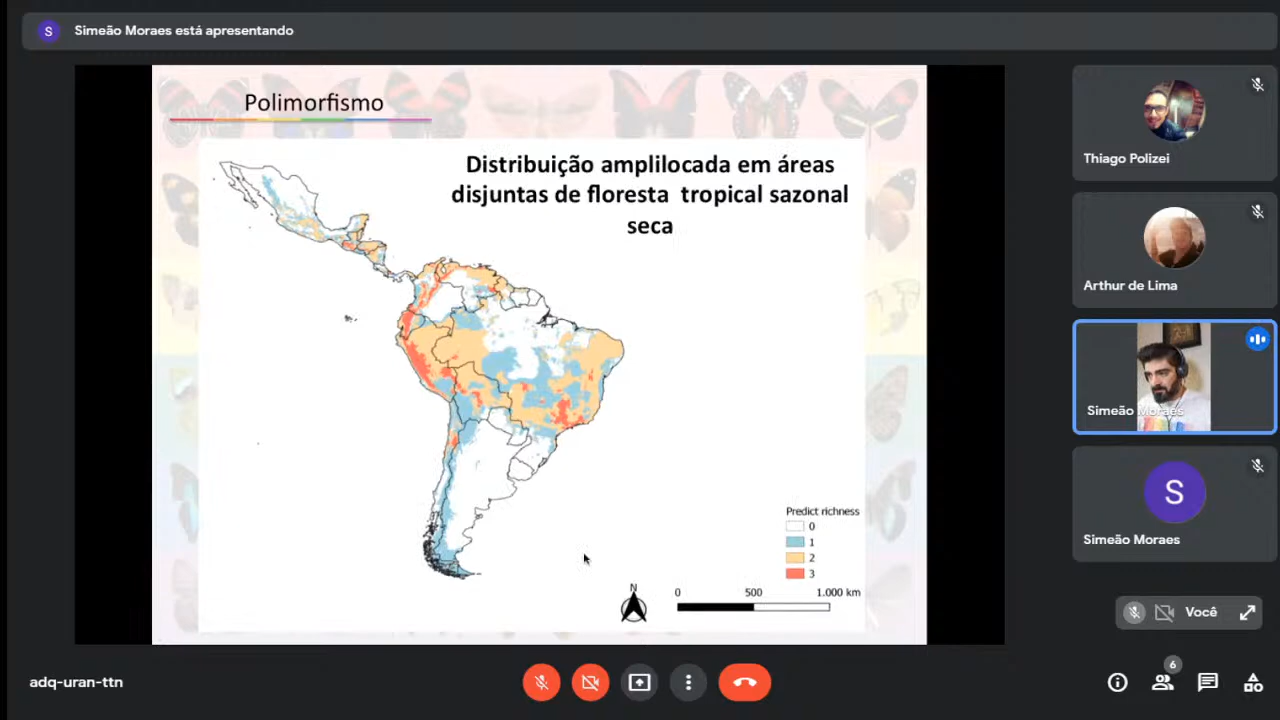 S
Simeão Moraes está apresentando
Polimorfismo
Distribuição amplilocada em áreas
disjuntas de floresta tropical sazonal
seca
Predict richness
0
1
2
3
N
0 500 1.000 km
Thiago Polizei
Arthur de Lima
Simeão Moraes
S
Simeão Moraes
Você
adq-uran-ttn
6